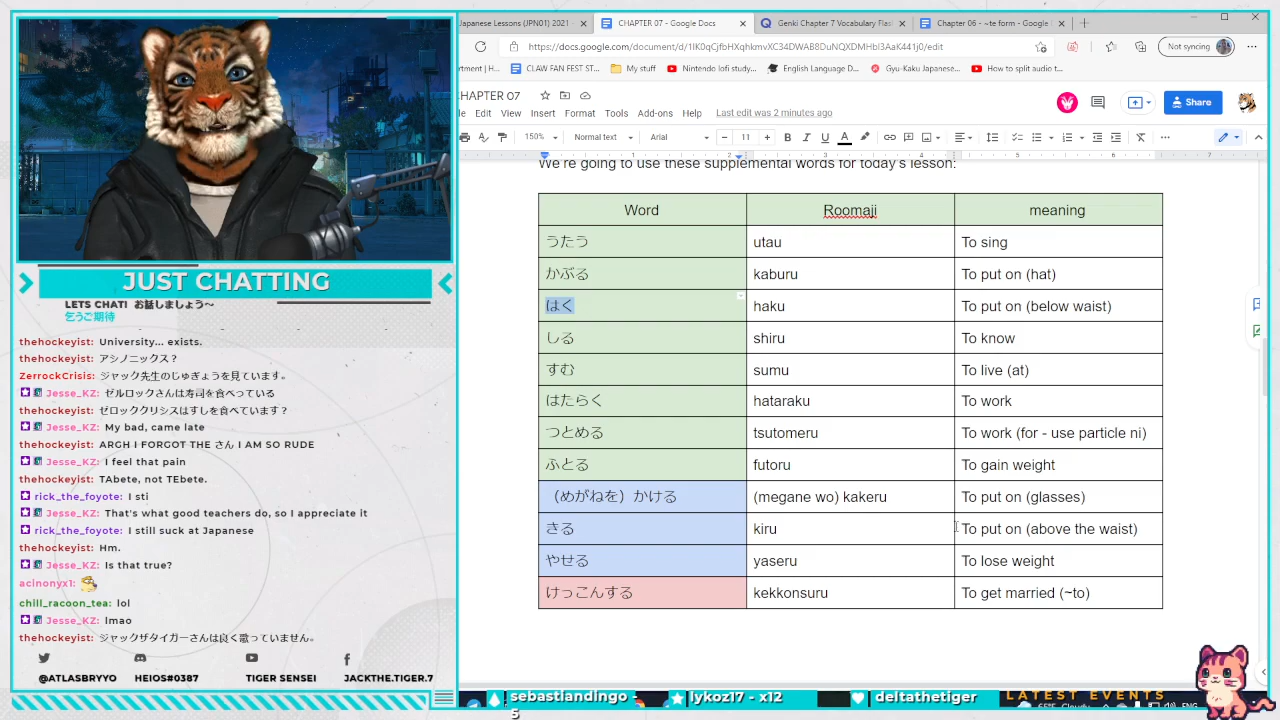 Japanese Lessons (JPN01) 2021
CHAPTER 07 - Google Docs
Genki Chapter 7 Vocabulary Flas
Chapter 06 - ~te form - Google
Not syncing
CLAW FAN FEST ST...
My stuff
Nintendo Ldfi study...
English Language D...
Gyu-Kaku Japanese...
How to split audio t...
HAPTER 07
Share
Edit View Insert Format Tools Add-ons Help Last edit was 2 minutes ago
150% Normal text Arial 11
We're going to use these supplemental words for today's lesson:
Word Roomaji meaning
うたう utau To sing
かぶる kaburu To put on (hat)
はく haku To put on (below waist)
しる shiru To know
すむ sumu To live (at)
はたらく hataraku To work
つとめる tsutomeru To work (for - use particle ni)
ふとる futoru To gain weight
（めがねを）かける (megane wo) kakeru To put on (glasses)
きる kiru To put on (above the waist)
やせる yaseru To lose weight
けっこんする kekkonsuru To get married (~to)
JUST CHATTING
LETS CHAT! お話しましょう〜
乞うご期待
thehockeyist: University... exists.
thehockeyist: アシノニックス？
ZerrockCrisis: ジャック先生のじゅぎょうを見ています。
Jesse_KZ: ゼルロックさんは寿司を食べっている
thehockeyist: ゼロッククリシスはすしを食べています？
Jesse_KZ: My bad, came late
thehockeyist: ARGH I FORGOT THE さん I AM SO RUDE
Jesse_KZ: I feel that pain
thehockeyist: TAbete, not TEbete.
rick_the_foyote: I sti
Jesse_KZ: That's what good teachers do, so I appreciate it
rick_the_foyote: I still suck at Japanese
thehockeyist: Hm.
Jesse_KZ: Is that true?
acinonyx1:
chill_racoon_tea: lol
Jesse_KZ: lmao
thehockeyist: ジャックザタイガーさんは良く歌っていません。
@ATLASBRYYO HEIOS#0387 TIGER SENSEI JACKTHE.TIGER.7
sebastiandingo - lynxz17 - x12 deltathetiger LATEST EVENT
5